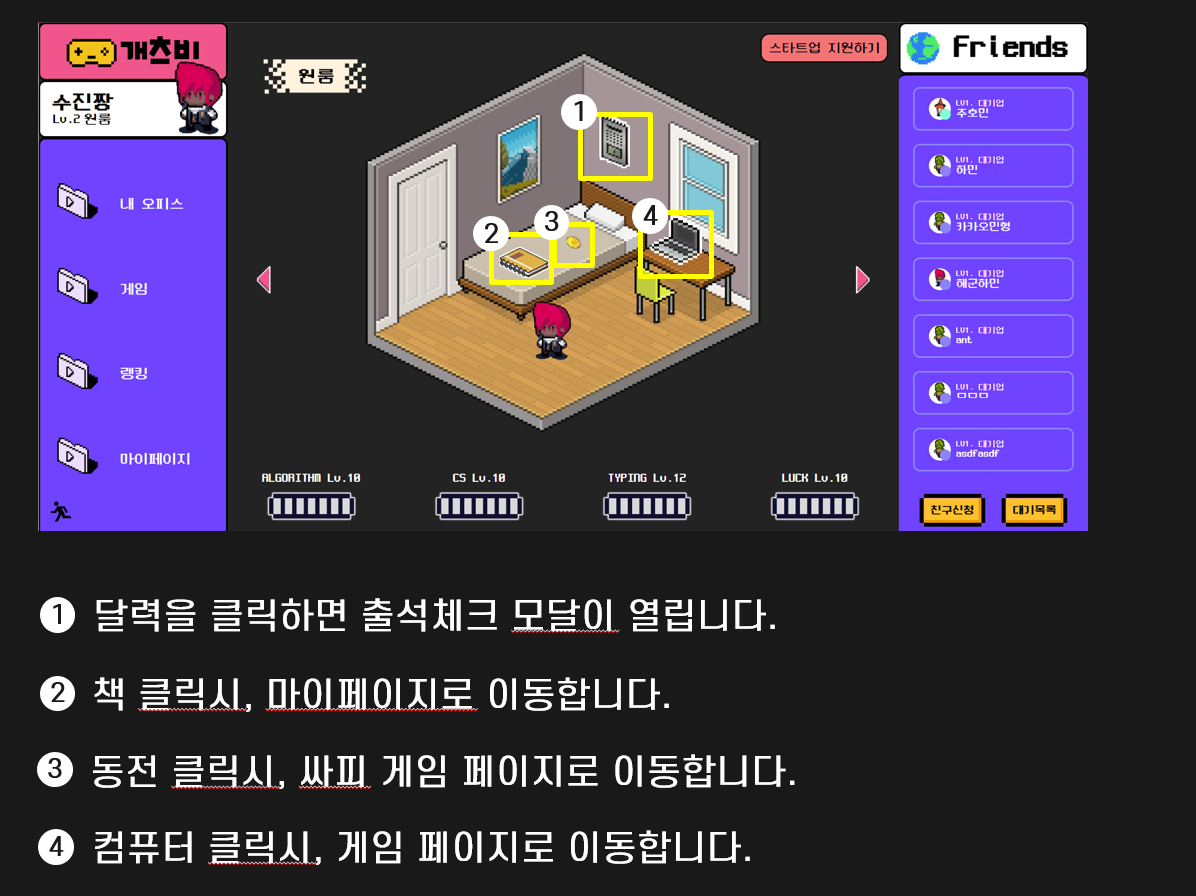 개츠비
수진짱
Lv.2 원룸
내 오피스
게임
랭킹
마이페이지
원룸
스타트업 지원하기
1
2
3
4
ALGORITHM Lv.10
CS Lv.10
TYPING Lv.12
LUCK Lv.10
Friends
LV1. 대기업
주호민
LV1. 대기업
하민
LV1. 대기업
카카오민형
LV1. 대기업
해군하민
LV1. 대기업
ant
LV1. 대기업
ㅁㅁㅁ
LV1. 대기업
asdfasdf
친구신청
대기목록
1 달력을 클릭하면 출석체크 모달이 열립니다.
2 책 클릭시, 마이페이지로 이동합니다.
3 동전 클릭시, 싸피 게임 페이지로 이동합니다.
4 컴퓨터 클릭시, 게임 페이지로 이동합니다.